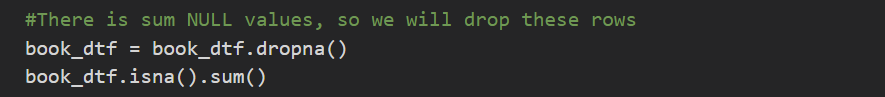 #There is sum NULL values, so we will drop these rows
book_dtf = book_dtf.dropna()
book_dtf.isna().sum()